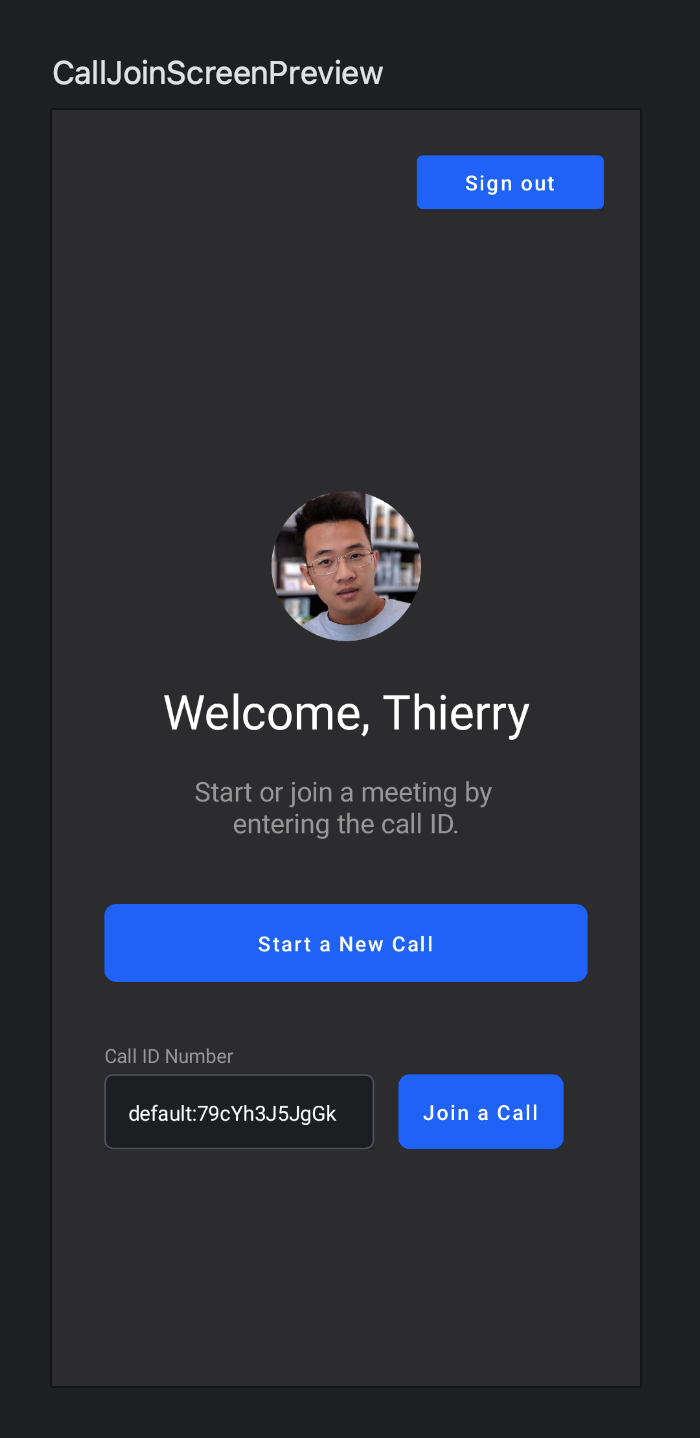 CallJoinScreenPreview
Sign out
Welcome, Thierry
Start or join a meeting by
entering the call ID.
Start a New Call
Call ID Number
default:79cYh3J5JgGk
Join a Call